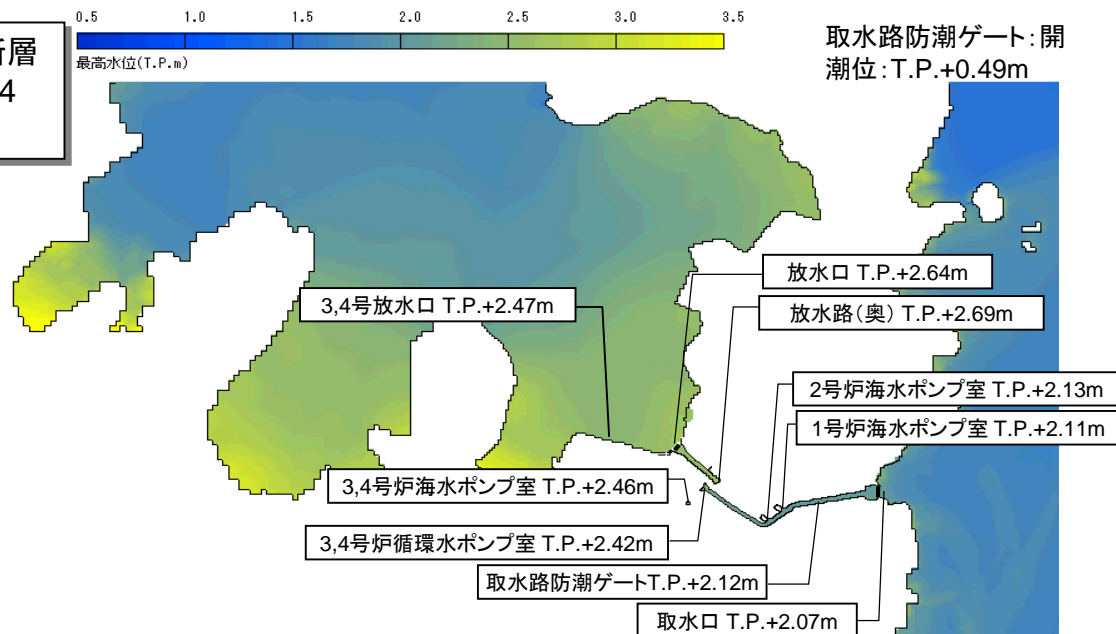 0.5 1.0 1.5 2.0 2.5 3.0 3.5
最高水位(T.P.m)
断層
4
取水路防潮ゲート:開
潮位:T.P.+0.49m
放水口 T.P.+2.64m
3,4号放水口 T.P.+2.47m
放水路(奥) T.P.+2.69m
2号炉海水ポンプ室 T.P.+2.13m
1号炉海水ポンプ室 T.P.+2.11m
3,4号炉海水ポンプ室 T.P.+2.46m
3,4号炉循環水ポンプ室 T.P.+2.42m
取水路防潮ゲートT.P.+2.12m
取水口 T.P.+2.07m